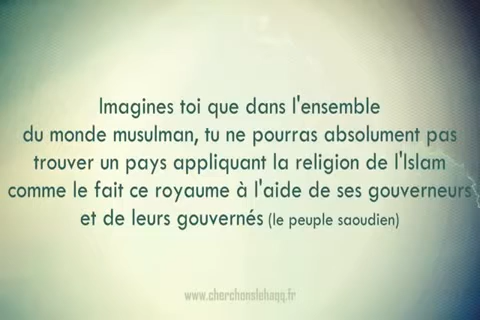 Imagines toi que dans l'ensemble
du monde musulman, tu ne pourras absolument pas
trouver un pays appliquant la religion de l'Islam
comme le fait ce royaume à l'aide de ses gouverneurs
et de leurs gouvernés (le peuple saoudien)
www.cherchonslehaqq.fr